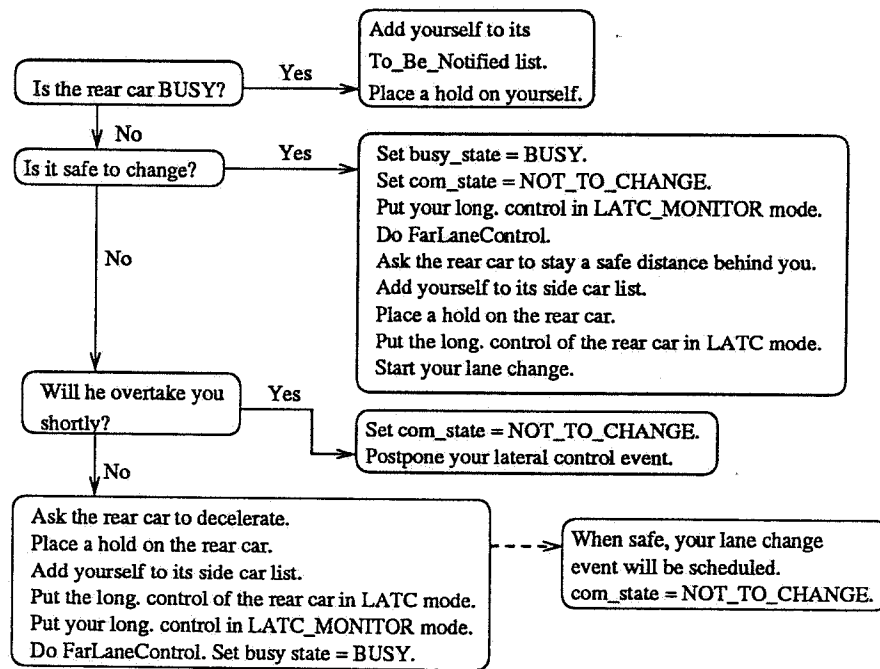 Add yourself to its
To_Be_Notified list.
Place a hold on yourself.
Is the rear car BUSY?
Yes
No
Is it safe to change?
Yes
Set busy_state = BUSY.
Set com_state = NOT_TO_CHANGE.
Put your long. control in LATC_MONITOR mode.
Do FarLaneControl.
Ask the rear car to stay a safe distance behind you.
Add yourself to its side car list.
Place a hold on the rear car.
Put the long. control of the rear car in LATC mode.
Start your lane change.
No
Will he overtake you
shortly?
Yes
Set com_state = NOT_TO_CHANGE.
Postpone your lateral control event.
No
Ask the rear car to decelerate.
Place a hold on the rear car.
Add yourself to its side car list.
Put the long. control of the rear car in LATC mode.
Put your long. control in LATC_MONITOR mode.
Do FarLaneControl. Set busy state = BUSY.
When safe, your lane change
event will be scheduled.
com_state = NOT_TO_CHANGE.